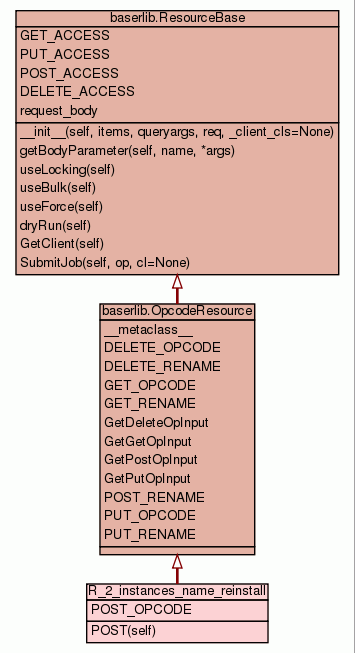 baserlib.ResourceBase
GET_ACCESS
PUT_ACCESS
POST_ACCESS
DELETE_ACCESS
request_body
__init__(self, items, queryargs, req, _client_cls=None)
getBodyParameter(self, name, *args)
useLocking(self)
useBulk(self)
useForce(self)
dryRun(self)
GetClient(self)
SubmitJob(self, op, cl=None)
baserlib.OpcodeResource
__metaclass__
DELETE_OPCODE
DELETE_RENAME
GET_OPCODE
GET_RENAME
GetDeleteOpInput
GetGetOpInput
GetPostOpInput
GetPutOpInput
POST_RENAME
PUT_OPCODE
PUT_RENAME
R_2_instances_name_reinstall
POST_OPCODE
POST(self)